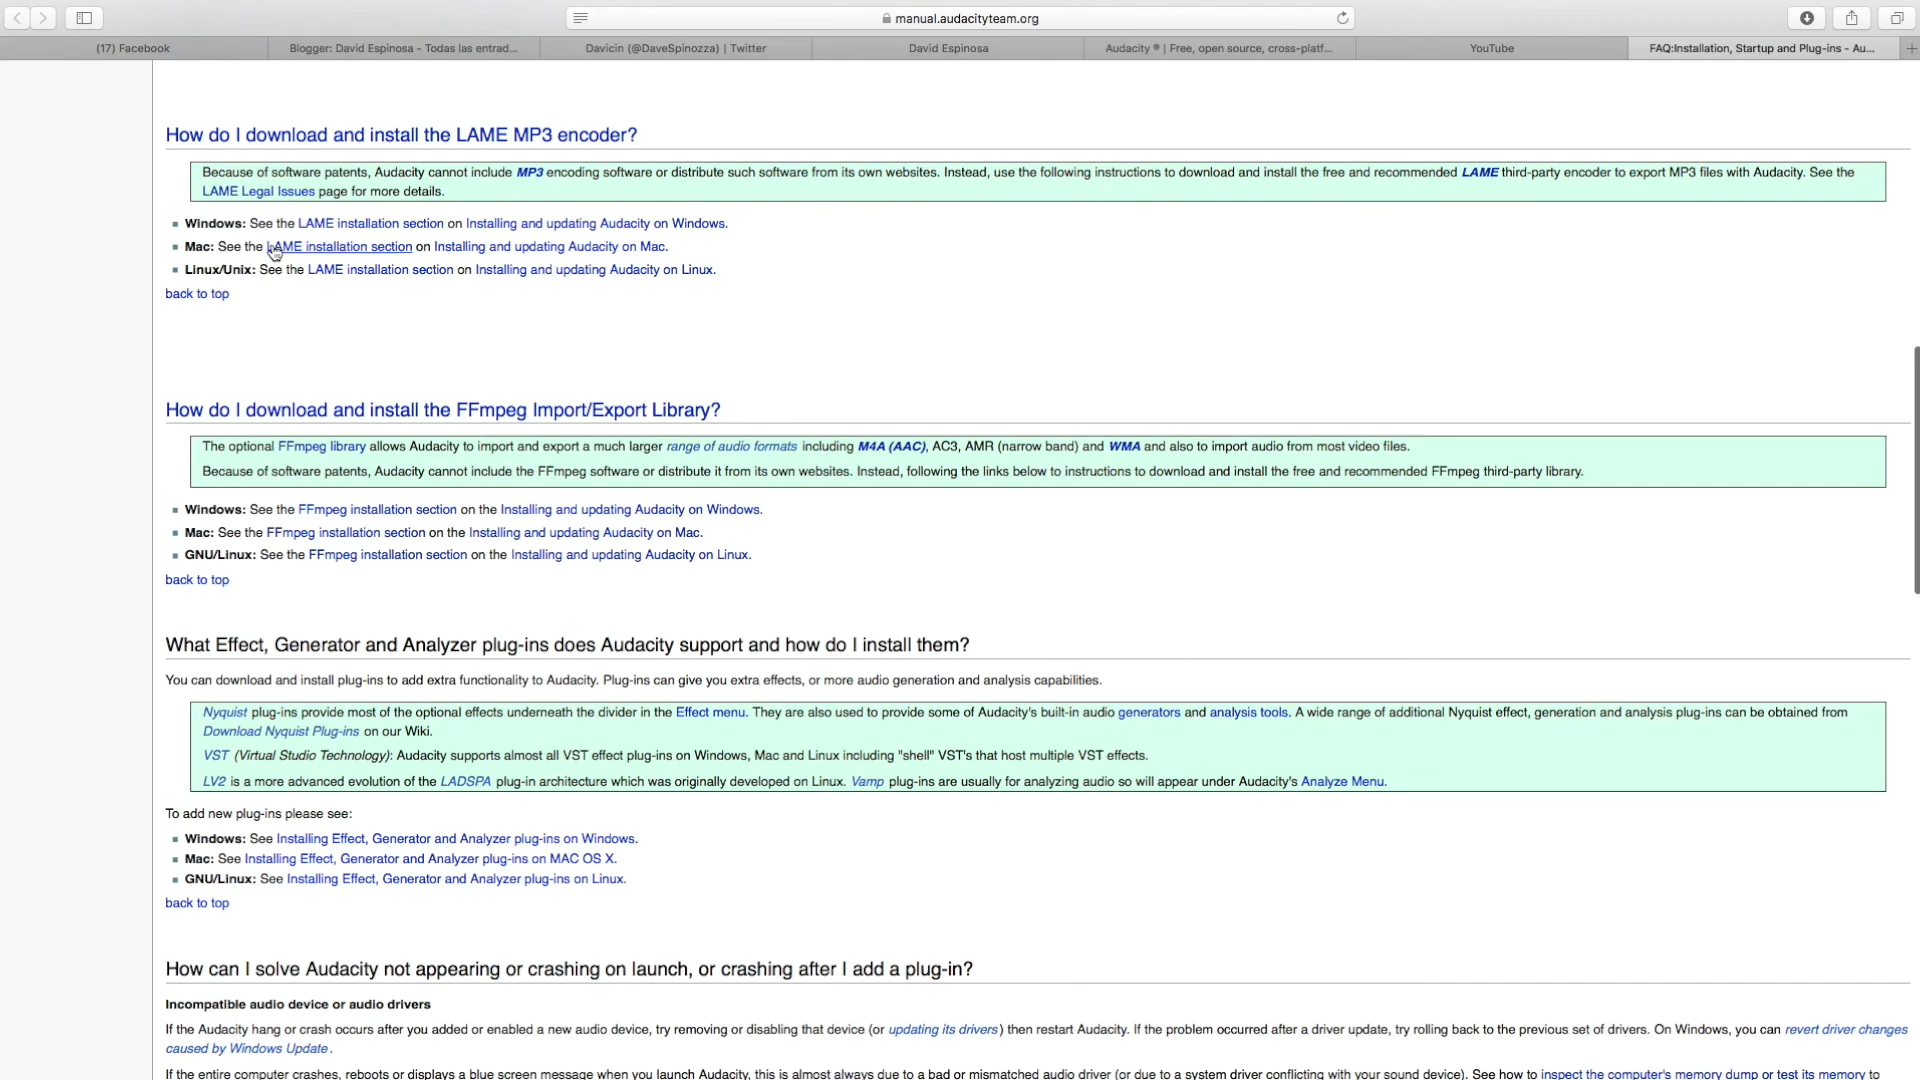 manual.audacityteam.org
(17) Facebook
Blogger: David Espinosa - Todas las entrad...
Davicin (@DaveSpinozza) | Twitter
David Espinosa
Audacity ® | Free, open source, cross-platf...
YouTube
FAQ:Installation, Startup and Plug-ins - Au...
How do I download and install the LAME MP3 encoder?
Because of software patents, Audacity cannot include MP3 encoding software or distribute such software from its own websites. Instead, use the following instructions to download and install the free and recommended LAME third-party encoder to export MP3 files with Audacity. See the
LAME Legal Issues page for more details.
Windows: See the LAME installation section on Installing and updating Audacity on Windows.
Mac: See the LAME installation section on Installing and updating Audacity on Mac.
Linux/Unix: See the LAME installation section on Installing and updating Audacity on Linux.
back to top
How do I download and install the FFmpeg Import/Export Library?
The optional FFmpeg library allows Audacity to import and export a much larger range of audio formats including M4A (AAC), AC3, AMR (narrow band) and WMA and also to import audio from most video files.
Because of software patents, Audacity cannot include the FFmpeg software or distribute it from its own websites. Instead, following the links below to instructions to download and install the free and recommended FFmpeg third-party library.
Windows: See the FFmpeg installation section on the Installing and updating Audacity on Windows.
Mac: See the FFmpeg installation section on the Installing and updating Audacity on Mac.
GNU/Linux: See the FFmpeg installation section on the Installing and updating Audacity on Linux.
back to top
What Effect, Generator and Analyzer plug-ins does Audacity support and how do I install them?
You can download and install plug-ins to add extra functionality to Audacity. Plug-ins can give you extra effects, or more audio generation and analysis capabilities.
Nyquist plug-ins provide most of the optional effects underneath the divider in the Effect menu. They are also used to provide some of Audacity's built-in audio generators and analysis tools. A wide range of additional Nyquist effect, generation and analysis plug-ins can be obtained from
Download Nyquist Plug-ins on our Wiki.
VST (Virtual Studio Technology): Audacity supports almost all VST effect plug-ins on Windows, Mac and Linux including "shell" VST's that host multiple VST effects.
LV2 is a more advanced evolution of the LADSPA plug-in architecture which was originally developed on Linux. Vamp plug-ins are usually for analyzing audio so will appear under Audacity's Analyze Menu.
To add new plug-ins please see:
Windows: See Installing Effect, Generator and Analyzer plug-ins on Windows.
Mac: See Installing Effect, Generator and Analyzer plug-ins on MAC OS X.
GNU/Linux: See Installing Effect, Generator and Analyzer plug-ins on Linux.
back to top
How can I solve Audacity not appearing or crashing on launch, or crashing after I add a plug-in?
Incompatible audio device or audio drivers
If the Audacity hang or crash occurs after you added or enabled a new audio device, try removing or disabling that device (or updating its drivers) then restart Audacity. If the problem occurred after a driver update, try rolling back to the previous set of drivers. On Windows, you can revert driver changes
caused by Windows Update.
If the entire computer crashes, reboots or displays a blue screen message when you launch Audacity, this is almost always due to a bad or mismatched audio driver (or due to a system driver conflicting with your sound device). See how to inspect the computer's memory dump or test its memory to